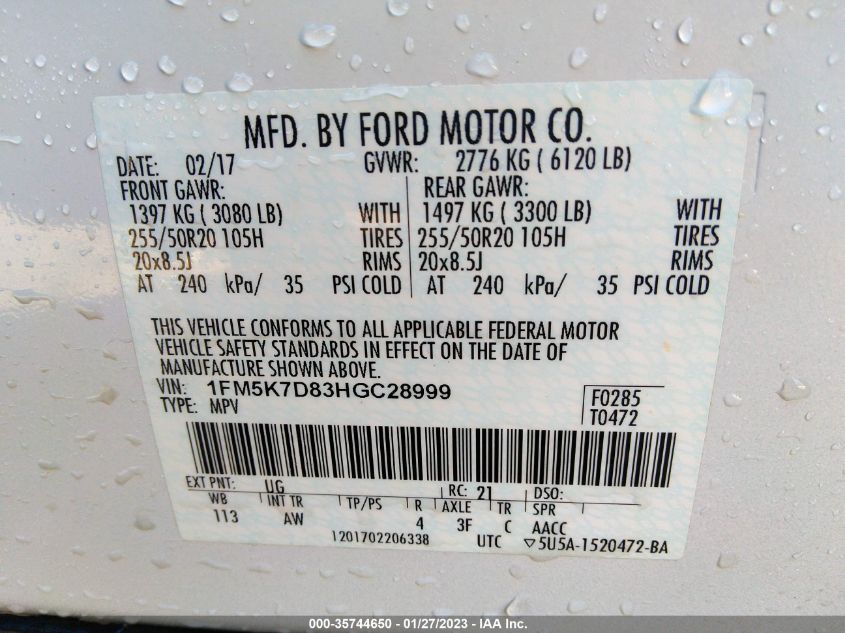 MFD. BY FORD MOTOR CO.
DATE: 02/17 GVWR: 2776 KG ( 6120 LB)
FRONT GAWR: REAR GAWR:
1397 KG ( 3080 LB) WITH 1497 KG ( 3300 LB) WITH
255/50R20 105H TIRES 255/50R20 105H TIRES
20x8.5J RIMS 20x8.5J RIMS
AT 240 kPa/ 35 PSI COLD AT 240 kPa/ 35 PSI COLD
THIS VEHICLE CONFORMS TO ALL APPLICABLE FEDERAL MOTOR
VEHICLE SAFETY STANDARDS IN EFFECT ON THE DATE OF
MANUFACTURE SHOWN ABOVE.
VIN: 1FM5K7D83HGC28999
TYPE: MPV
F0285
T0472
EXT PNT: UG RC: 21 DSO:
WB INT TR TP/PS R AXLE TR SPR
113 AW 4 3F C AACC
1201702206338 UTC ▽5U5A-1520472-BA
000-35744650 - 01/27/2023 - IAA Inc.